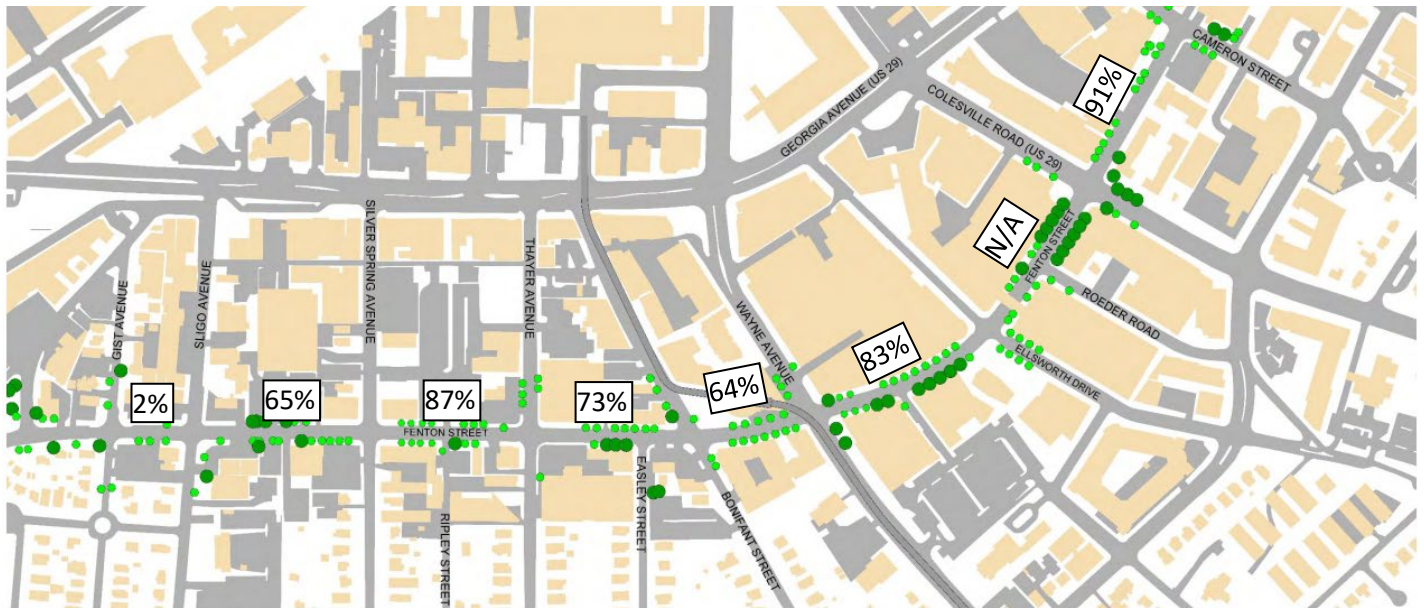 CAMERON STREET
91%
GEORGIA AVENUE (US 29)
COLESVILLE ROAD (US 29)
N/A
FENTON STREET
ROEDER ROAD
ELLSWORTH DRIVE
SILVER SPRING AVENUE
THAYER AVENUE
GIST AVENUE
SLIGO AVENUE
WAYNE AVENUE
83%
64%
2%
65%
87%
73%
FENTON STREET
EASLEY STREET
BONIFANT STREET
RIPLEY STREET